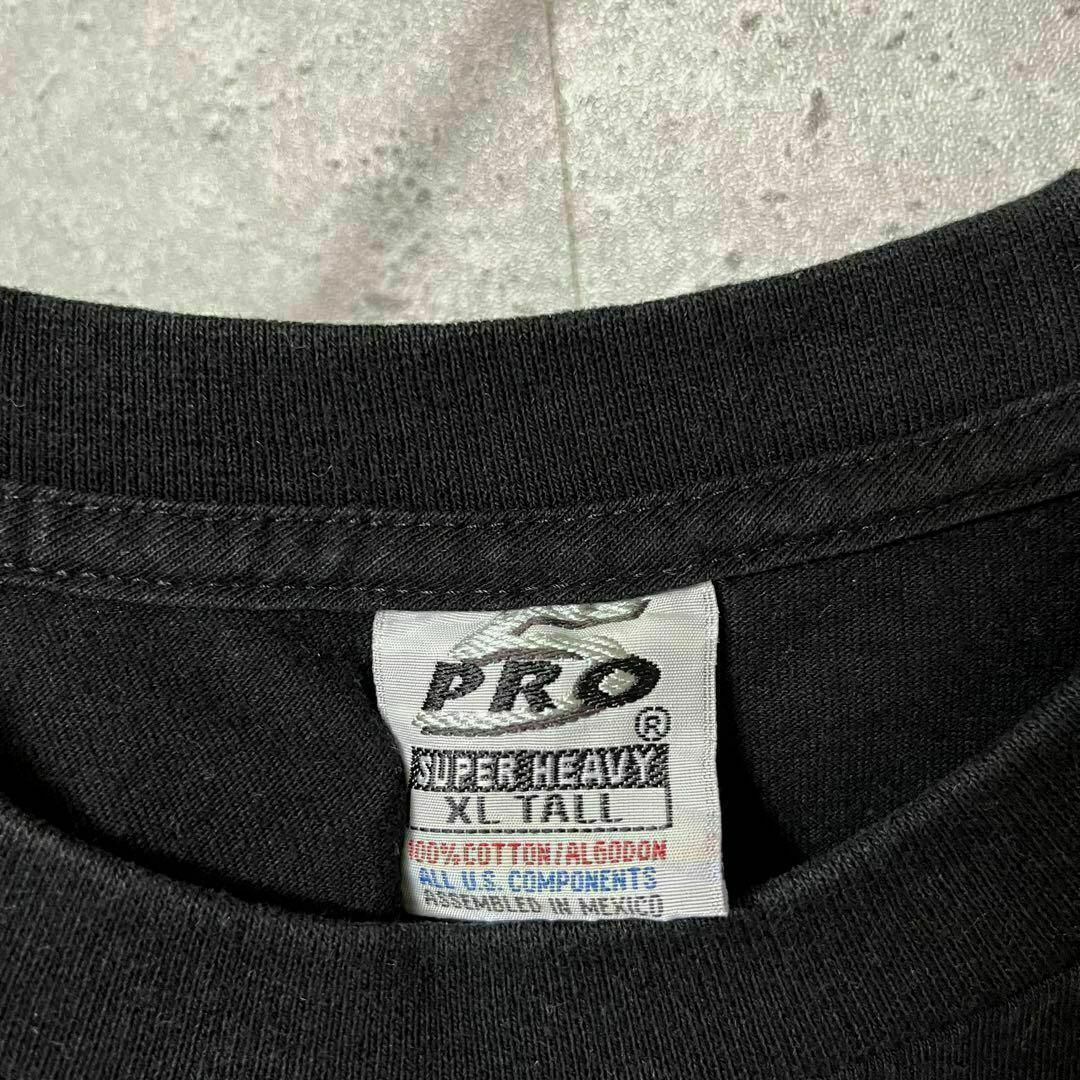 PRO
®
SUPER HEAVY
XL TALL
100% COTTON/ALGODON
ALL U.S. COMPONENTS
ASSEMBLED IN MEXICO